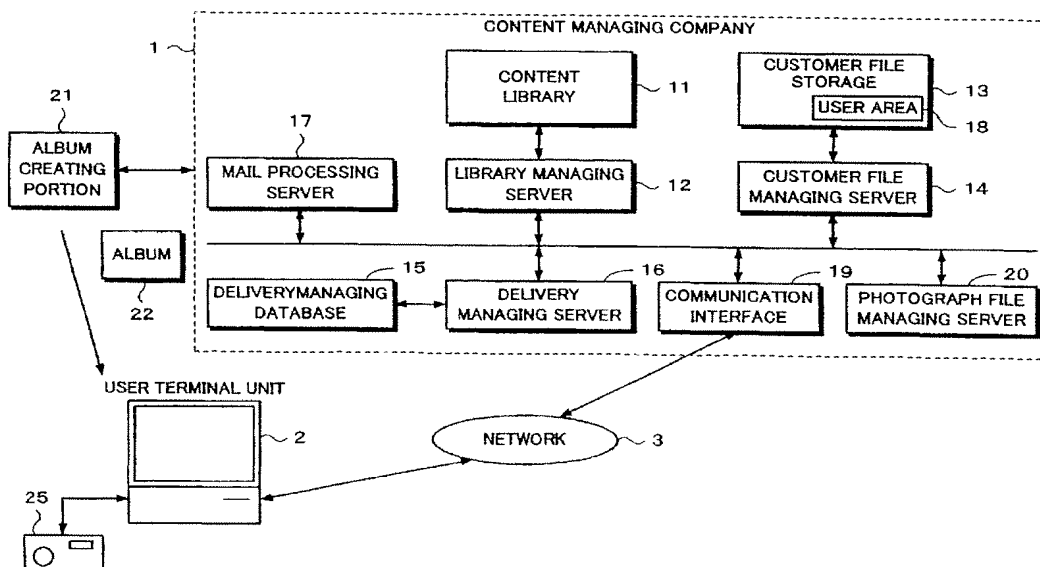 CONTENT MANAGING COMPANY
1
21
ALBUM
CREATING
PORTION
17
MAIL PROCESSING
SERVER
CONTENT
LIBRARY
11
CUSTOMER FILE
STORAGE
USER AREA
13
18
LIBRARY MANAGING
SERVER
12
CUSTOMER FILE
MANAGING SERVER
14
ALBUM
22
15
DELIVERYMANAGING
DATABASE
16
DELIVERY
MANAGING SERVER
19
COMMUNICATION
INTERFACE
20
PHOTOGRAPH FILE
MANAGING SERVER
USER TERMINAL UNIT
2
NETWORK
3
25